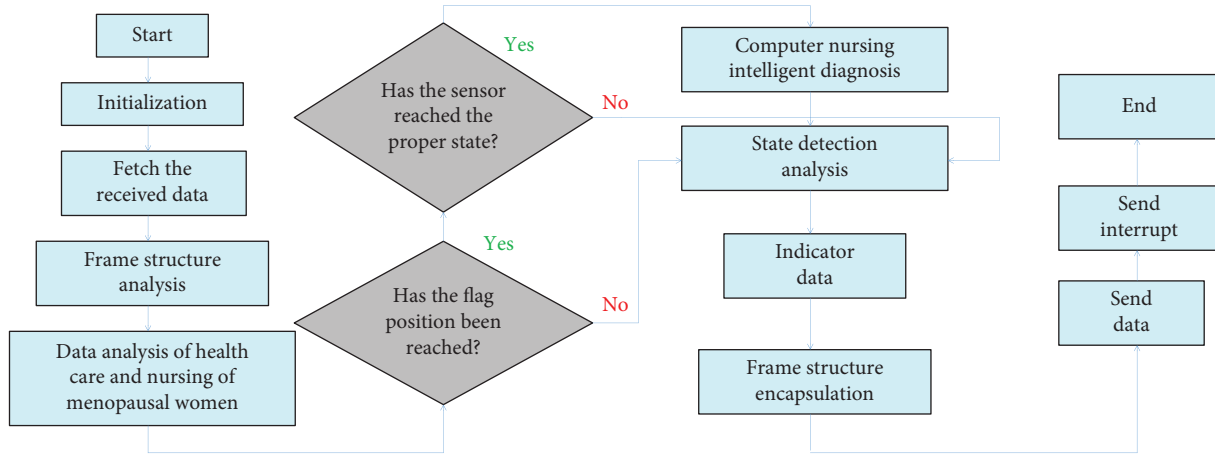 Start
Initialization
Fetch the
received data
Frame structure
analysis
Data analysis of health
care and nursing of
menopausal women
Yes
Has the sensor
reached the
proper state?
No
Yes
Has the flag
position been
reached?
No
Computer nursing
intelligent diagnosis
State detection
analysis
Indicator
data
Frame structure
encapsulation
End
Send
interrupt
Send
data